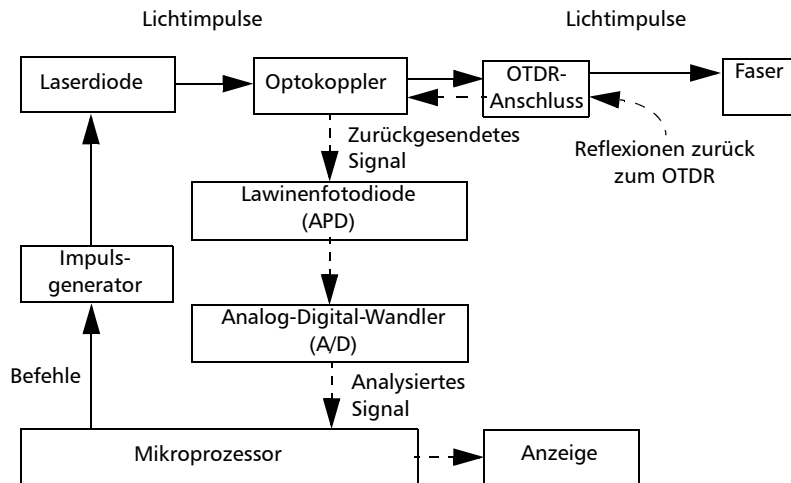 Lichtimpulse
Lichtimpulse
Laserdiode
Optokoppler
OTDR-
Anschluss
Faser
Zurückgesendetes
Signal
Reflexionen zurück
zum OTDR
Lawinenfotodiode
(APD)
Impuls-
generator
Analog-Digital-Wandler
(A/D)
Befehle
Analysiertes
Signal
Mikroprozessor
Anzeige